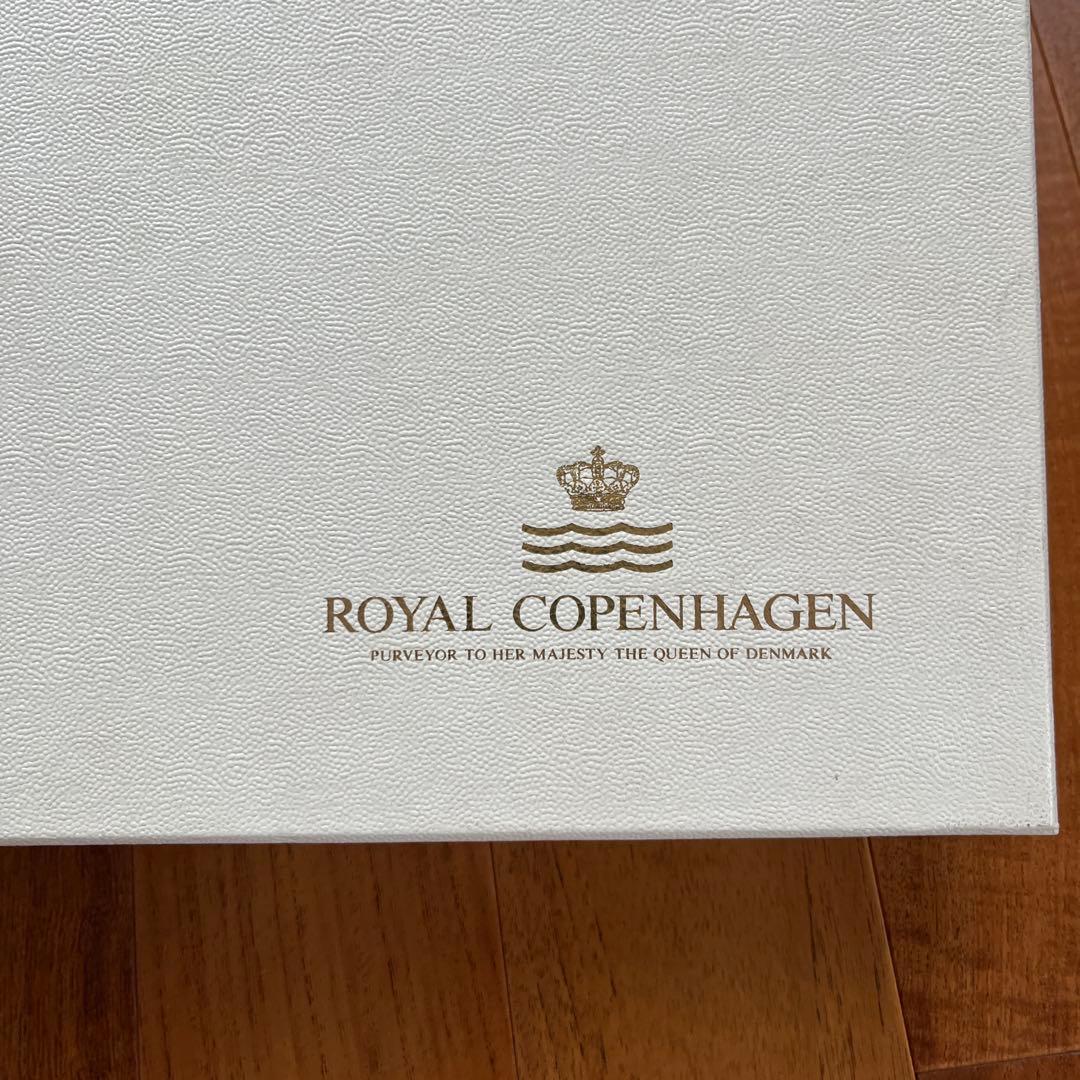 ROYAL COPENHAGEN
PURVEYOR TO HER MAJESTY THE QUEEN OF DENMARK